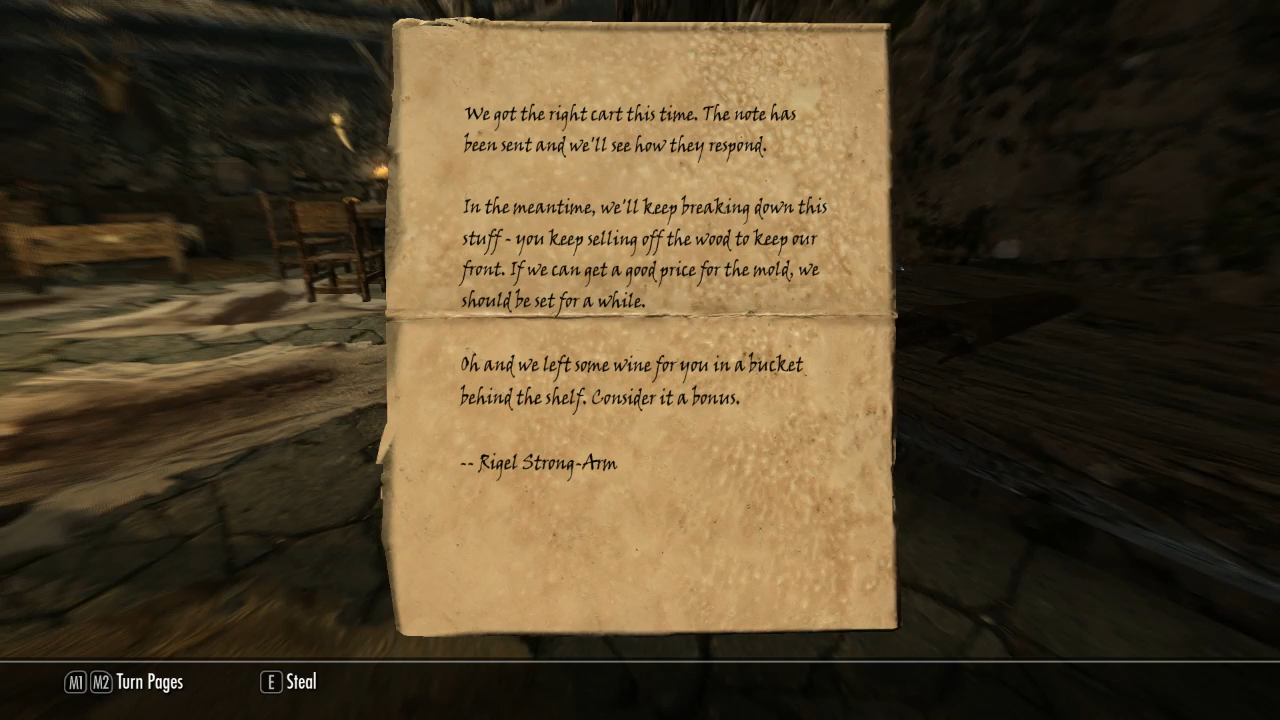 We got the right cart this time. The note has
been sent and we'll see how they respond.
In the meantime, we'll keep breaking down this
stuff - you keep selling off the wood to keep our
front. If we can get a good price for the mold, we
should be set for a while.
Oh and we left some wine for you in a bucket
behind the shelf. Consider it a bonus.
-- Rigel Strong-Arm
M1 M2 Turn Pages E Steal